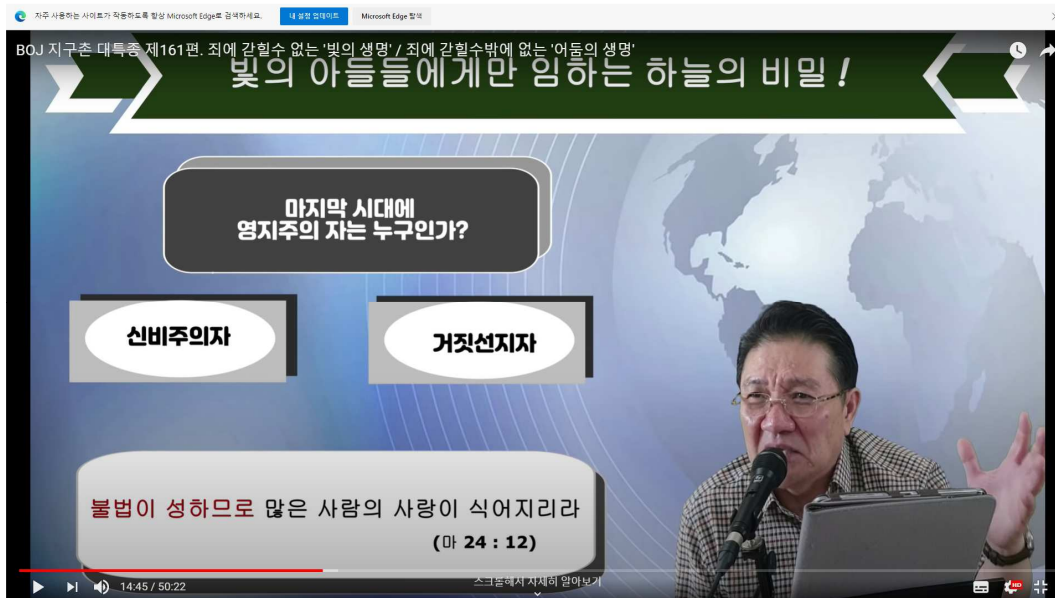 자주 사용하는 사이트가 작동하도록 항상 Microsoft Edge로 검색하세요.
내 설정 업데이트
Microsoft Edge 탐색
BOJ 지구촌 대특종 제161편. 죄에 갇힐수 없는 '빛의 생명' / 죄에 갇힐수밖에 없는 '어둠의 생명'
빛의 아들들에게만 임하는 하늘의 비밀 !
마지막 시대에
영지주의 자는 누구인가?
신비주의자
거짓선지자
불법이 성하므로 많은 사람의 사랑이 식어지리라
(마 24 : 12)
스크롤해서 자세히 알아보기
14:45 / 50:22
HD